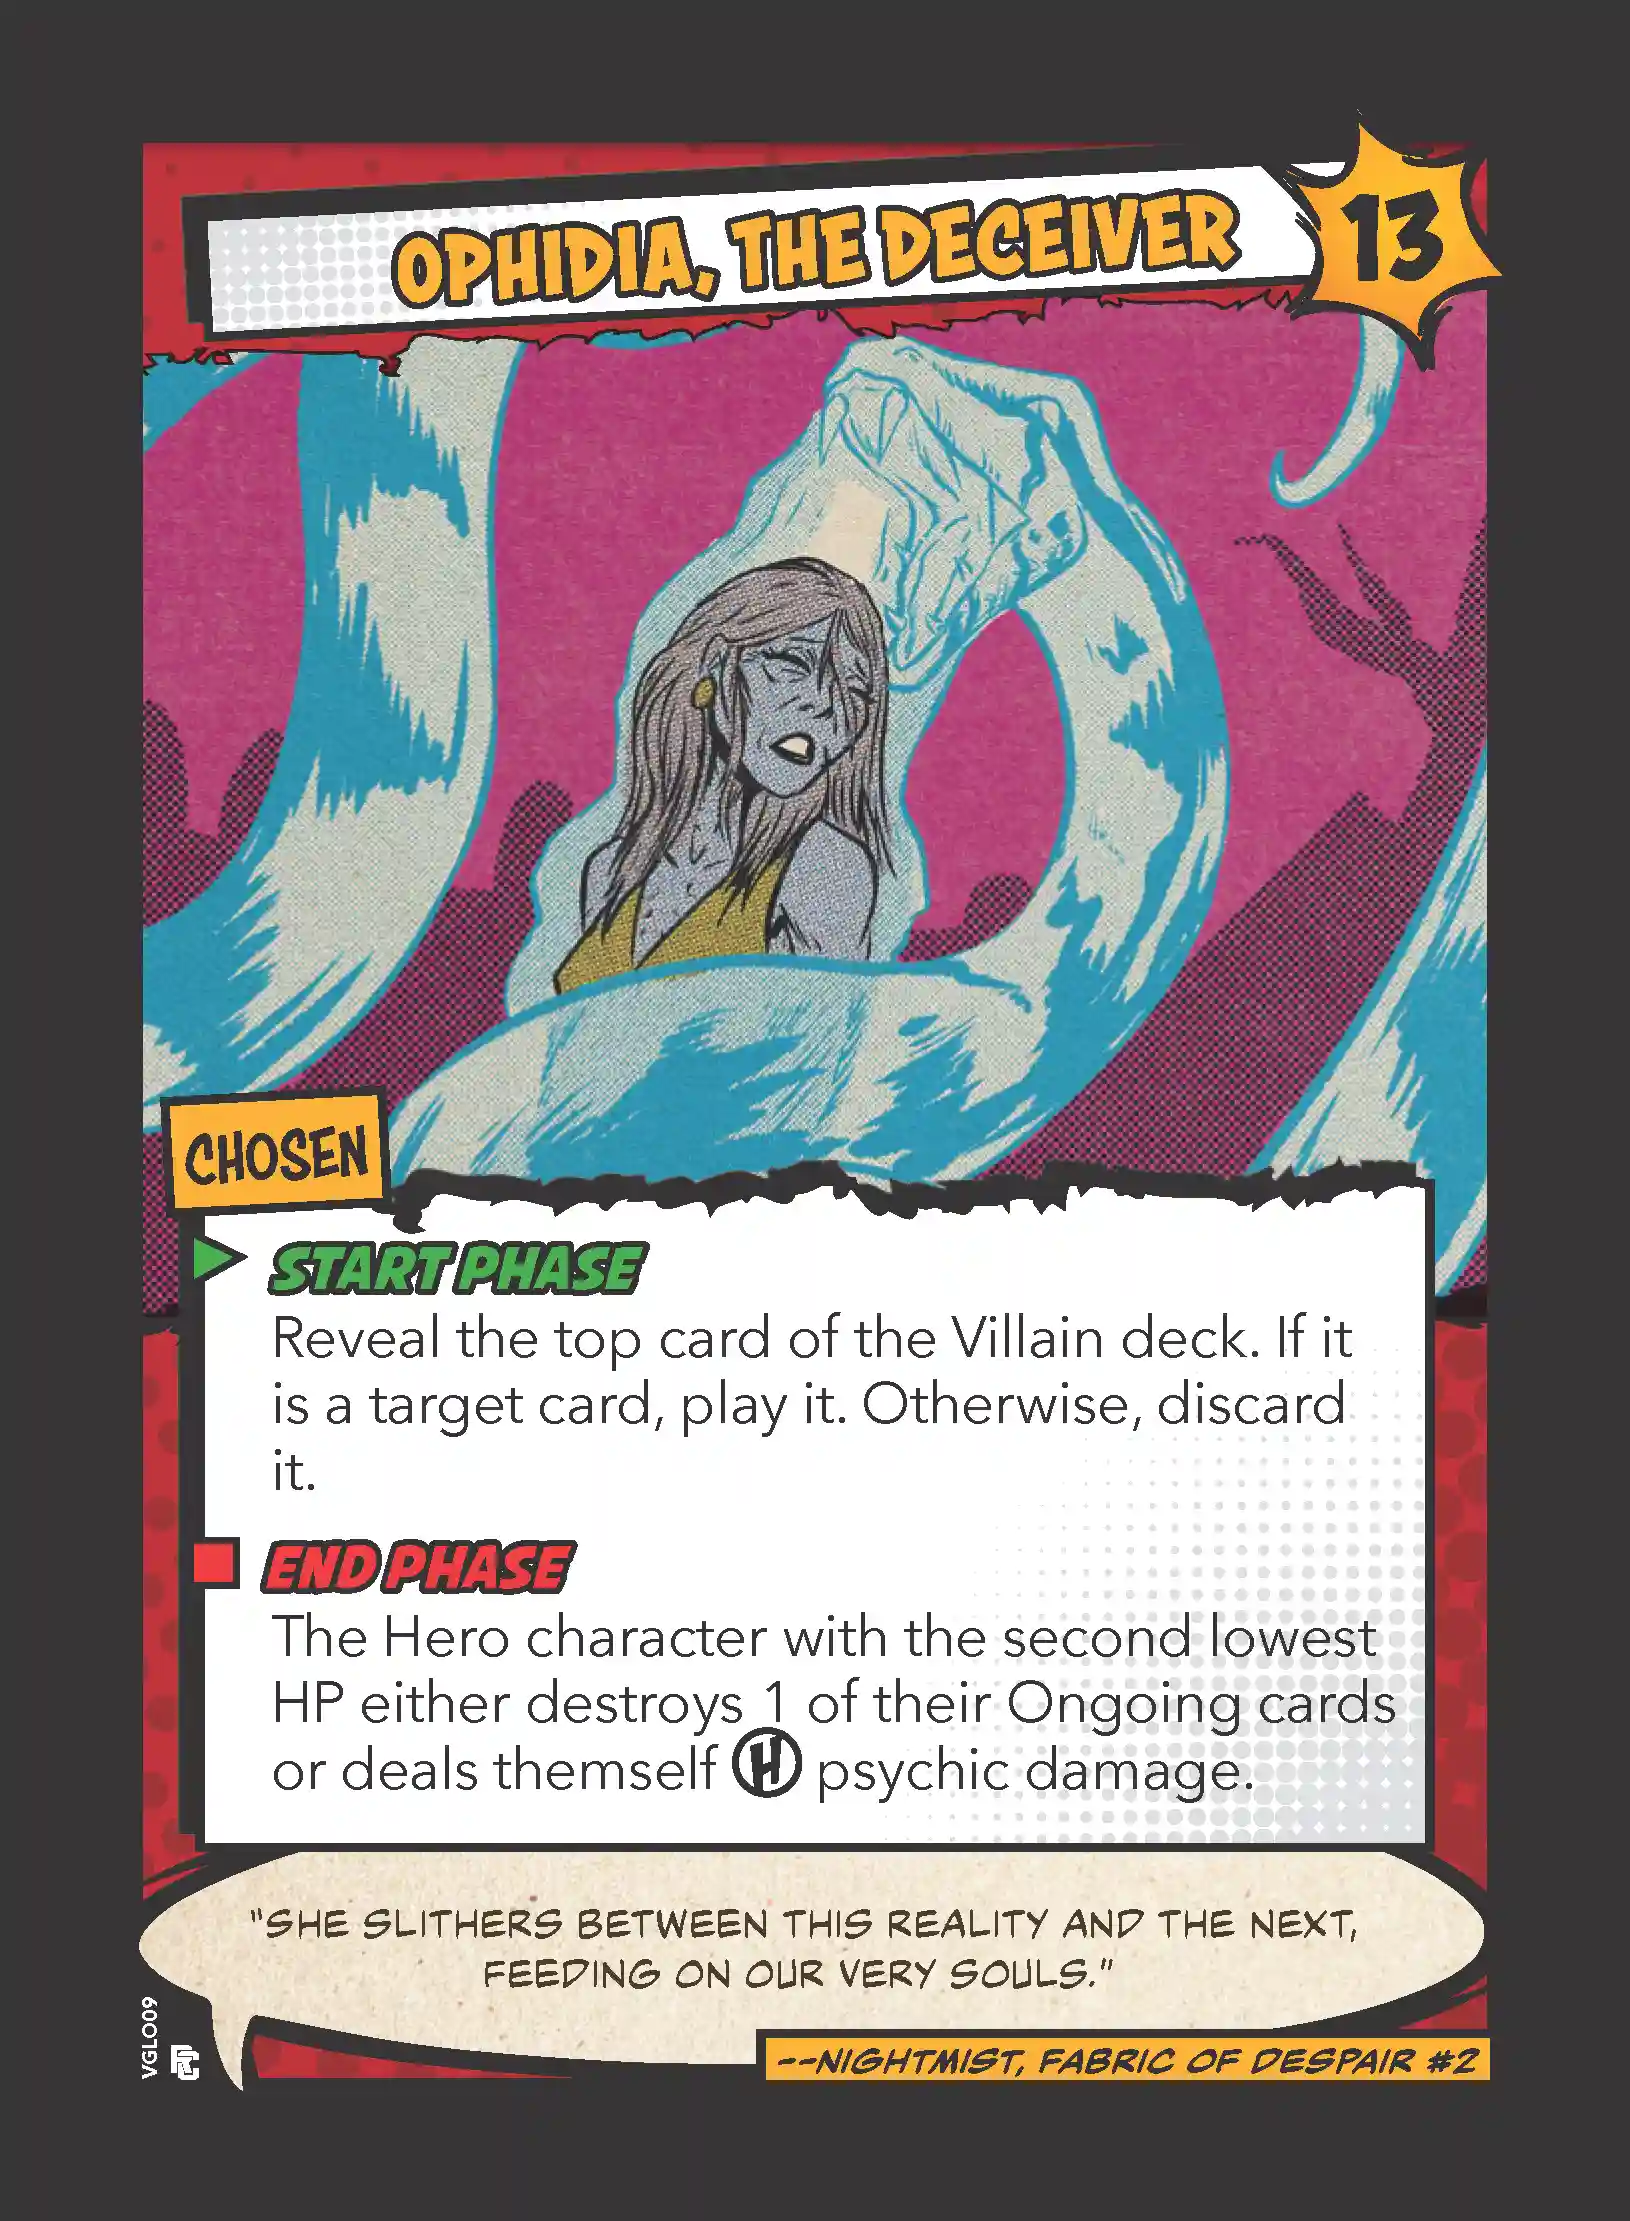 OPHIDIA, THE DECEIVER
13
CHOSEN
START PHASE
Reveal the top card of the Villain deck. If it
is a target card, play it. Otherwise, discard
it.
END PHASE
The Hero character with the second lowest
HP either destroys 1 of their Ongoing cards
or deals themself H psychic damage.
"SHE SLITHERS BETWEEN THIS REALITY AND THE NEXT,
FEEDING ON OUR VERY SOULS."
--NIGHTMIST, FABRIC OF DESPAIR #2
VGLO09